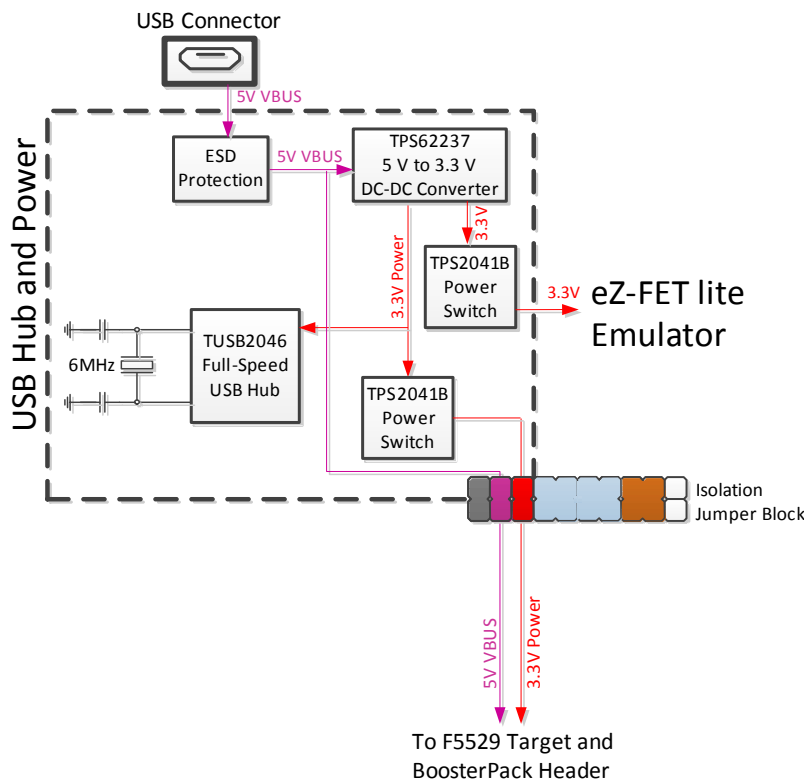 USB Connector
5V VBUS
USB Hub and Power
ESD
Protection
5V VBUS
TPS62237
5 V to 3.3 V
DC-DC Converter
3.3V Power
3.3 V
TPS2041B
Power
Switch
3.3V
eZ-FET lite
Emulator
6MHz
TUSB2046
Full-Speed
USB Hub
TPS2041B
Power
Switch
Isolation
Jumper Block
5V VBUS
3.3V Power
To F5529 Target and
BoosterPack Header